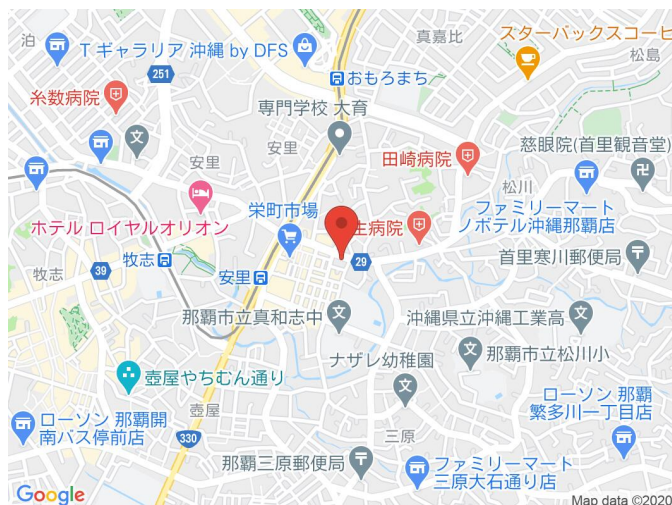 泊
T ギャラリア 沖縄 by DFS
真嘉比
スターバックスコーヒ
松島
251
おもろまち
糸数病院
専門学校 大育
安里
田崎病院
慈眼院(首里観音堂)
安里
松川
ホテル ロイヤルオリオン
栄町市場
生病院
ファミリーマート
ノボテル沖縄那覇店
牧志
39
牧志
安里
29
首里寒川郵便局
那覇市立真和志中
沖縄県立沖縄工業高
ナザレ幼稚園
那覇市立松川小
壺屋やちむん通り
壺屋
ローソン 那覇開
南バス停前店
三原
ローソン 那覇
繁多川一丁目店
330
那覇三原郵便局
ファミリーマート
三原大石通り店
Google
Map data ©2020